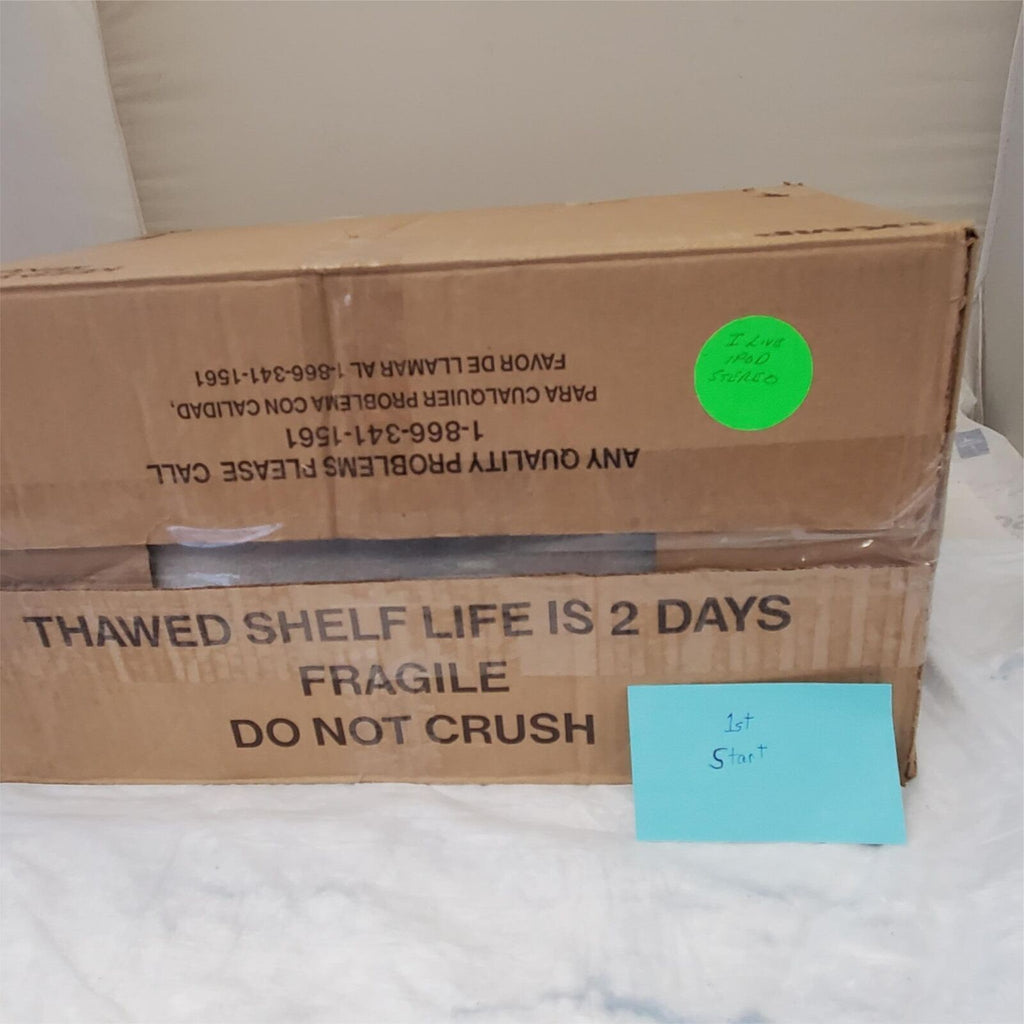 I LIVE
IPOD
STEREO
ANY QUALITY PROBLEMS PLEASE CALL
1-866-341-1561
PARA CUALQUIER PROBLEMA CON CALIDAD,
FAVOR DE LLAMAR AL 1-866-341-1561
THAWED SHELF LIFE IS 2 DAYS
FRAGILE
DO NOT CRUSH
1st
Start